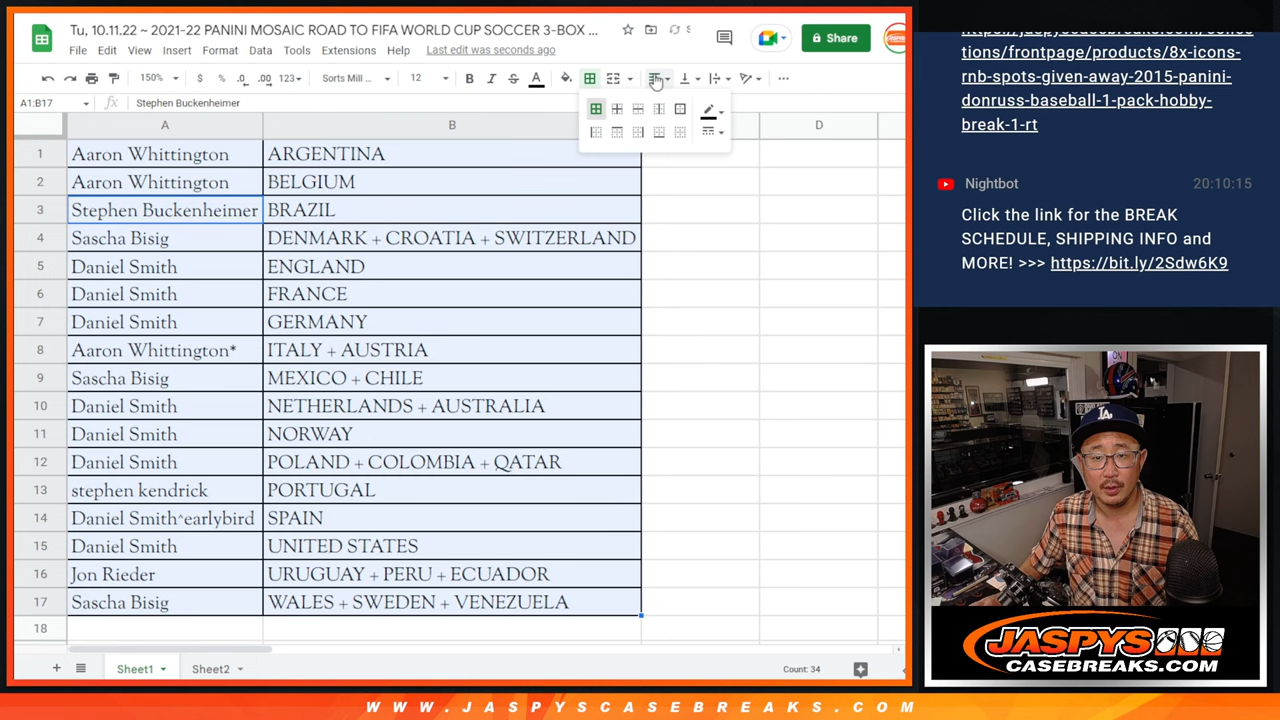 Tu, 10.11.22 ~ 2021-22 PANINI MOSAIC ROAD TO FIFA WORLD CUP SOCCER 3-BOX ...
File Edit View Insert Format Data Tools Extensions Help Last edit was seconds ago
Share
150% $ % .0 .00 123 Sorts Mill ... 12 B I S A
A1:B17 fx Stephen Buckenheimer
A B D
1 Aaron Whittington ARGENTINA
2 Aaron Whittington BELGIUM
3 Stephen Buckenheimer BRAZIL
4 Sascha Bisig DENMARK + CROATIA + SWITZERLAND
5 Daniel Smith ENGLAND
6 Daniel Smith FRANCE
7 Daniel Smith GERMANY
8 Aaron Whittington* ITALY + AUSTRIA
9 Sascha Bisig MEXICO + CHILE
10 Daniel Smith NETHERLANDS + AUSTRALIA
11 Daniel Smith NORWAY
12 Daniel Smith POLAND + COLOMBIA + QATAR
13 stephen kendrick PORTUGAL
14 Daniel Smith^earlybird SPAIN
15 Daniel Smith UNITED STATES
16 Jon Rieder URUGUAY + PERU + ECUADOR
17 Sascha Bisig WALES + SWEDEN + VENEZUELA
18
Sheet1 Sheet2 Count: 34
tions/frontpage/products/8x-icons-
rnb-spots-given-away-2015-panini-
donruss-baseball-1-pack-hobby-
break-1-rt
Nightbot 20:10:15
Click the link for the BREAK
SCHEDULE, SHIPPING INFO and
MORE! >>> https://bit.ly/2Sdw6K9
ON
LA
JASPYS
CASEBREAKS.COM
WWW.JASPYSCASEBREAKS.COM